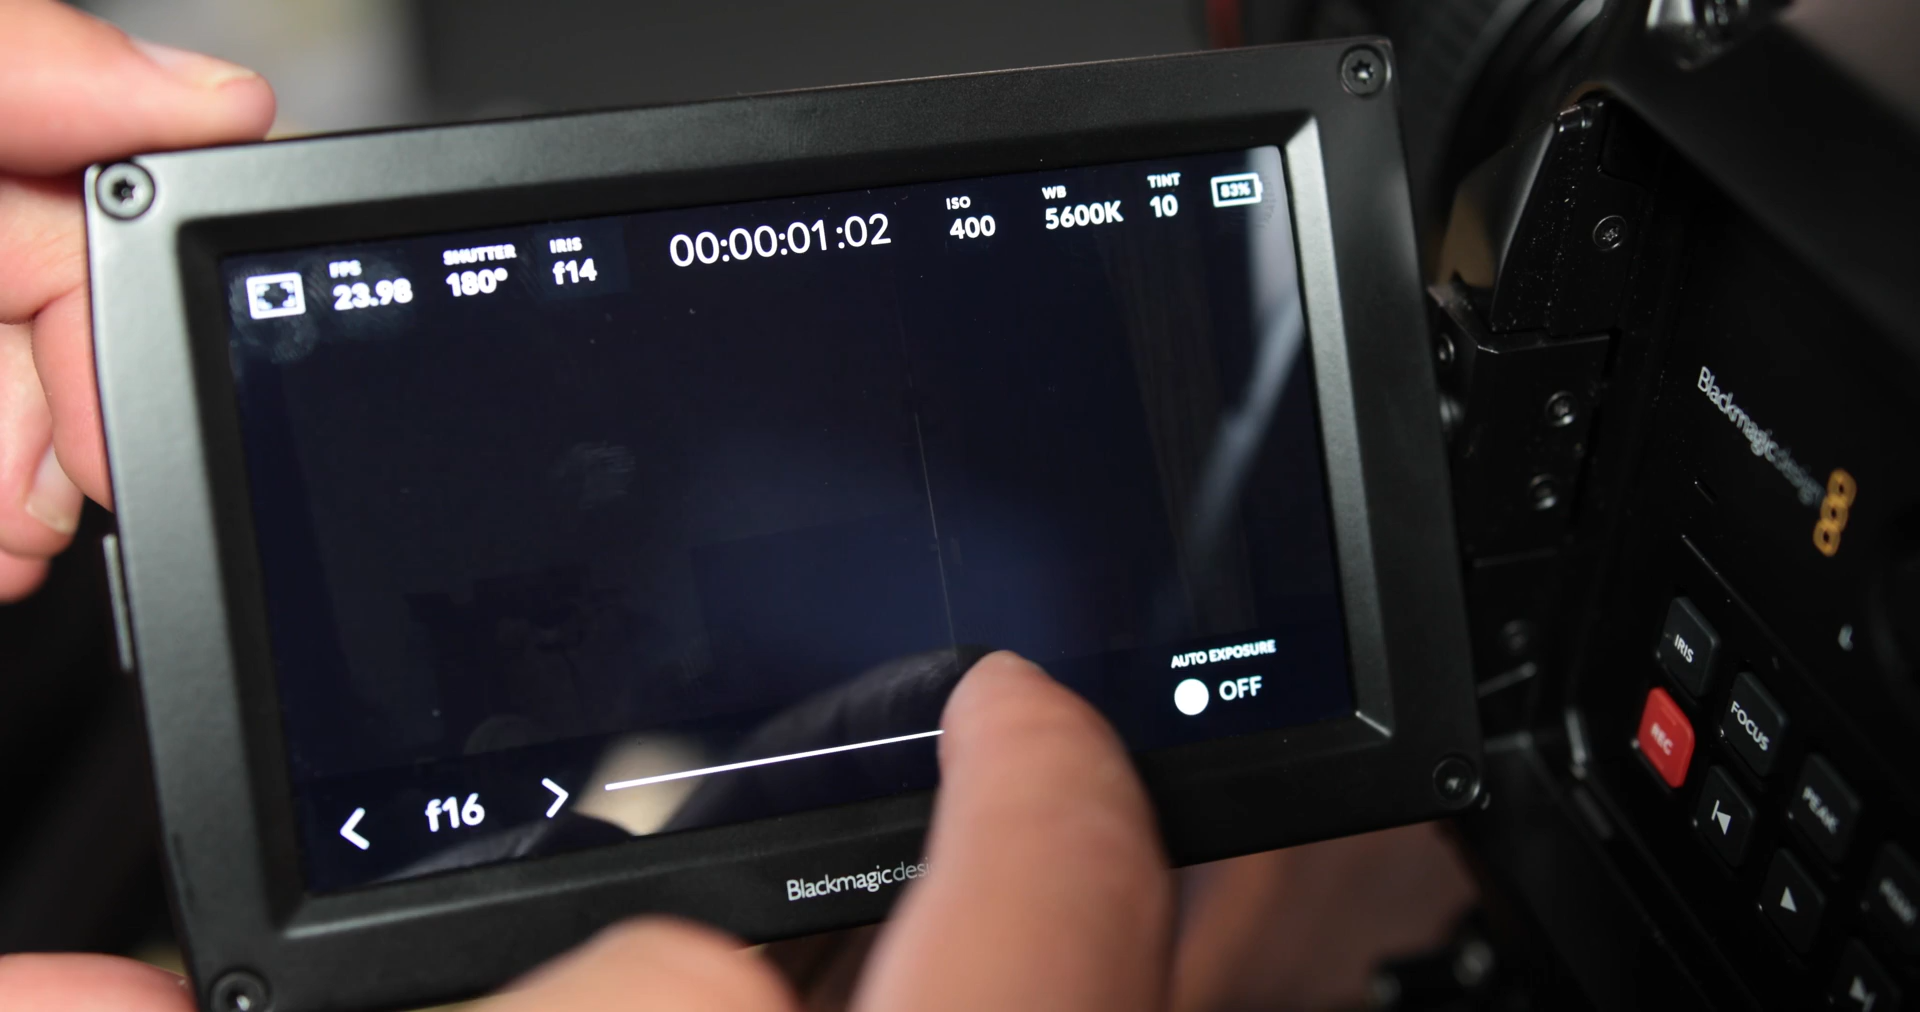 FPS
23.98
SHUTTER
180°
IRIS
f14
00:00:01:02
ISO
400
WB
5600K
TINT
10
83%
AUTO EXPOSURE
OFF
f16
Blackmagicdesi
Blackmagicdesign
IRIS
FOCUS
REC
PEAK